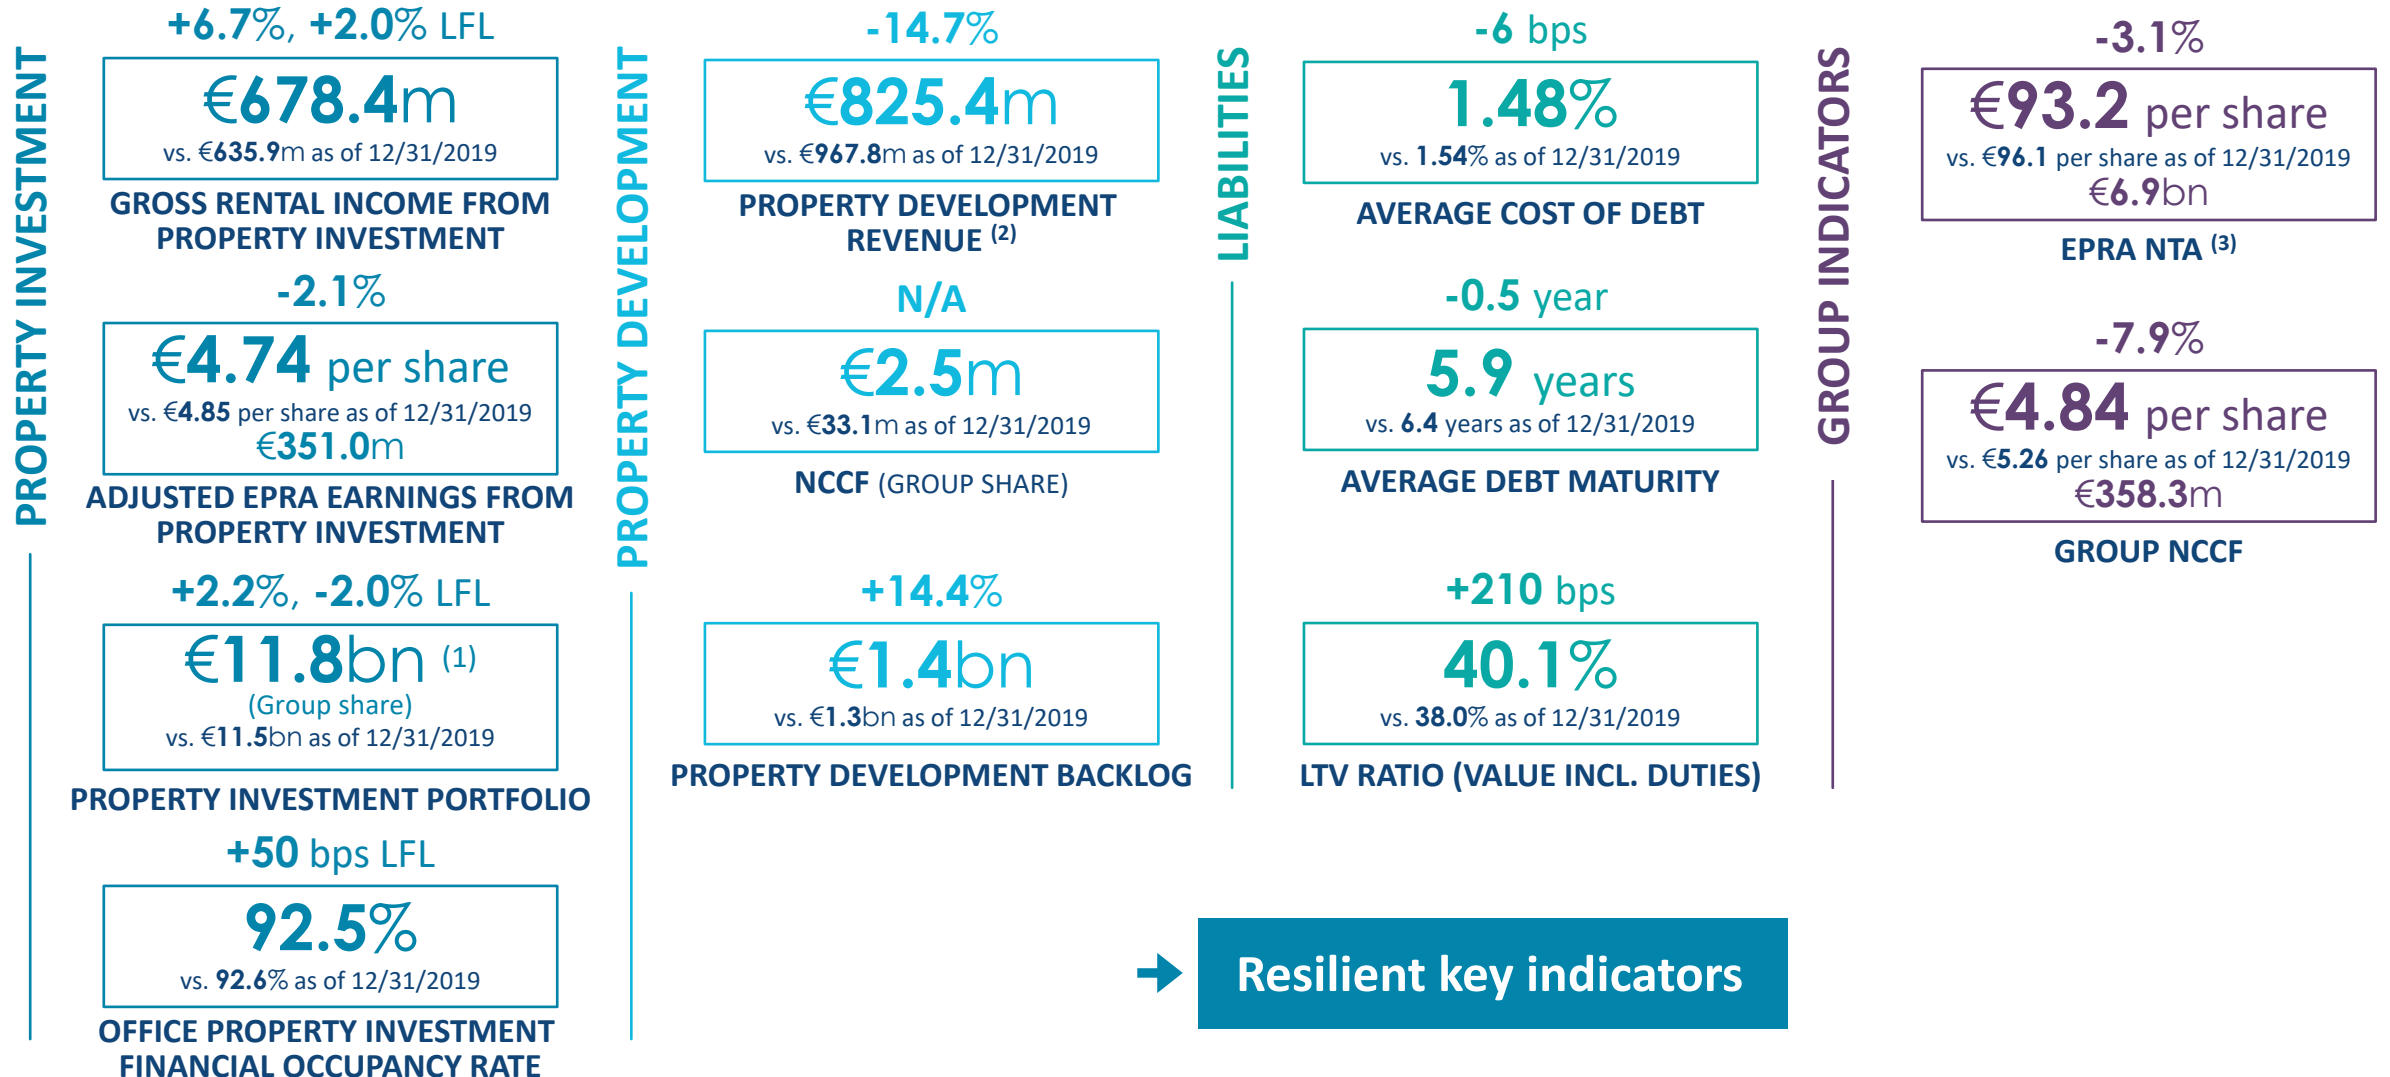 PROPERTY INVESTMENT
+6.7%, +2.0% LFL
€678.4m
vs. €635.9m as of 12/31/2019
GROSS RENTAL INCOME FROM
PROPERTY INVESTMENT
-2.1%
€4.74 per share
vs. €4.85 per share as of 12/31/2019
€351.0m
ADJUSTED EPRA EARNINGS FROM
PROPERTY INVESTMENT
+2.2%, -2.0% LFL
€11.8bn (1)
(Group share)
vs. €11.5bn as of 12/31/2019
PROPERTY INVESTMENT PORTFOLIO
+50 bps LFL
92.5%
vs. 92.6% as of 12/31/2019
OFFICE PROPERTY INVESTMENT
FINANCIAL OCCUPANCY RATE
PROPERTY DEVELOPMENT
-14.7%
€825.4m
vs. €967.8m as of 12/31/2019
PROPERTY DEVELOPMENT
REVENUE (2)
N/A
€2.5m
vs. €33.1m as of 12/31/2019
NCCF (GROUP SHARE)
+14.4%
€1.4bn
vs. €1.3bn as of 12/31/2019
PROPERTY DEVELOPMENT BACKLOG
LIABILITIES
-6 bps
1.48%
vs. 1.54% as of 12/31/2019
AVERAGE COST OF DEBT
-0.5 year
5.9 years
vs. 6.4 years as of 12/31/2019
AVERAGE DEBT MATURITY
+210 bps
40.1%
vs. 38.0% as of 12/31/2019
LTV RATIO (VALUE INCL. DUTIES)
GROUP INDICATORS
-3.1%
€93.2 per share
vs. €96.1 per share as of 12/31/2019
€6.9bn
EPRA NTA (3)
-7.9%
€4.84 per share
vs. €5.26 per share as of 12/31/2019
€358.3m
GROUP NCCF
Resilient key indicators